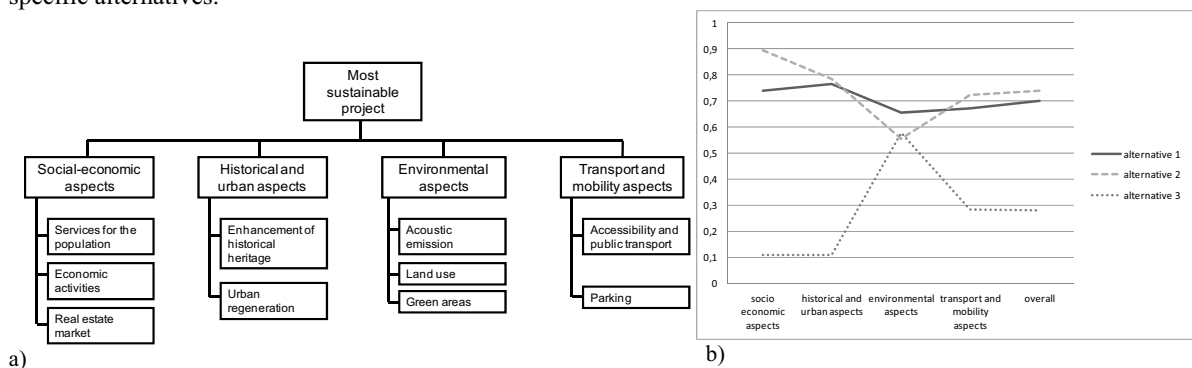 specific alternatives.
Most
sustainable
project
Social-economic
aspects
Services for the
population
Economic
activities
Real estate
market
Historical and
urban aspects
Enhancement of
historical
heritage
Urban
regeneration
Environmental
aspects
Acoustic
emission
Land use
Green areas
Transport and
mobility aspects
Accessibility and
public transport
Parking
a)
1
0,9
0,8
0,7
0,6
0,5
0,4
0,3
0,2
0,1
0
socio
economic
aspects
historical and
urban aspects
environmental
aspects
transport and
mobility
aspects
overall
alternative 1
alternative 2
alternative 3
b)